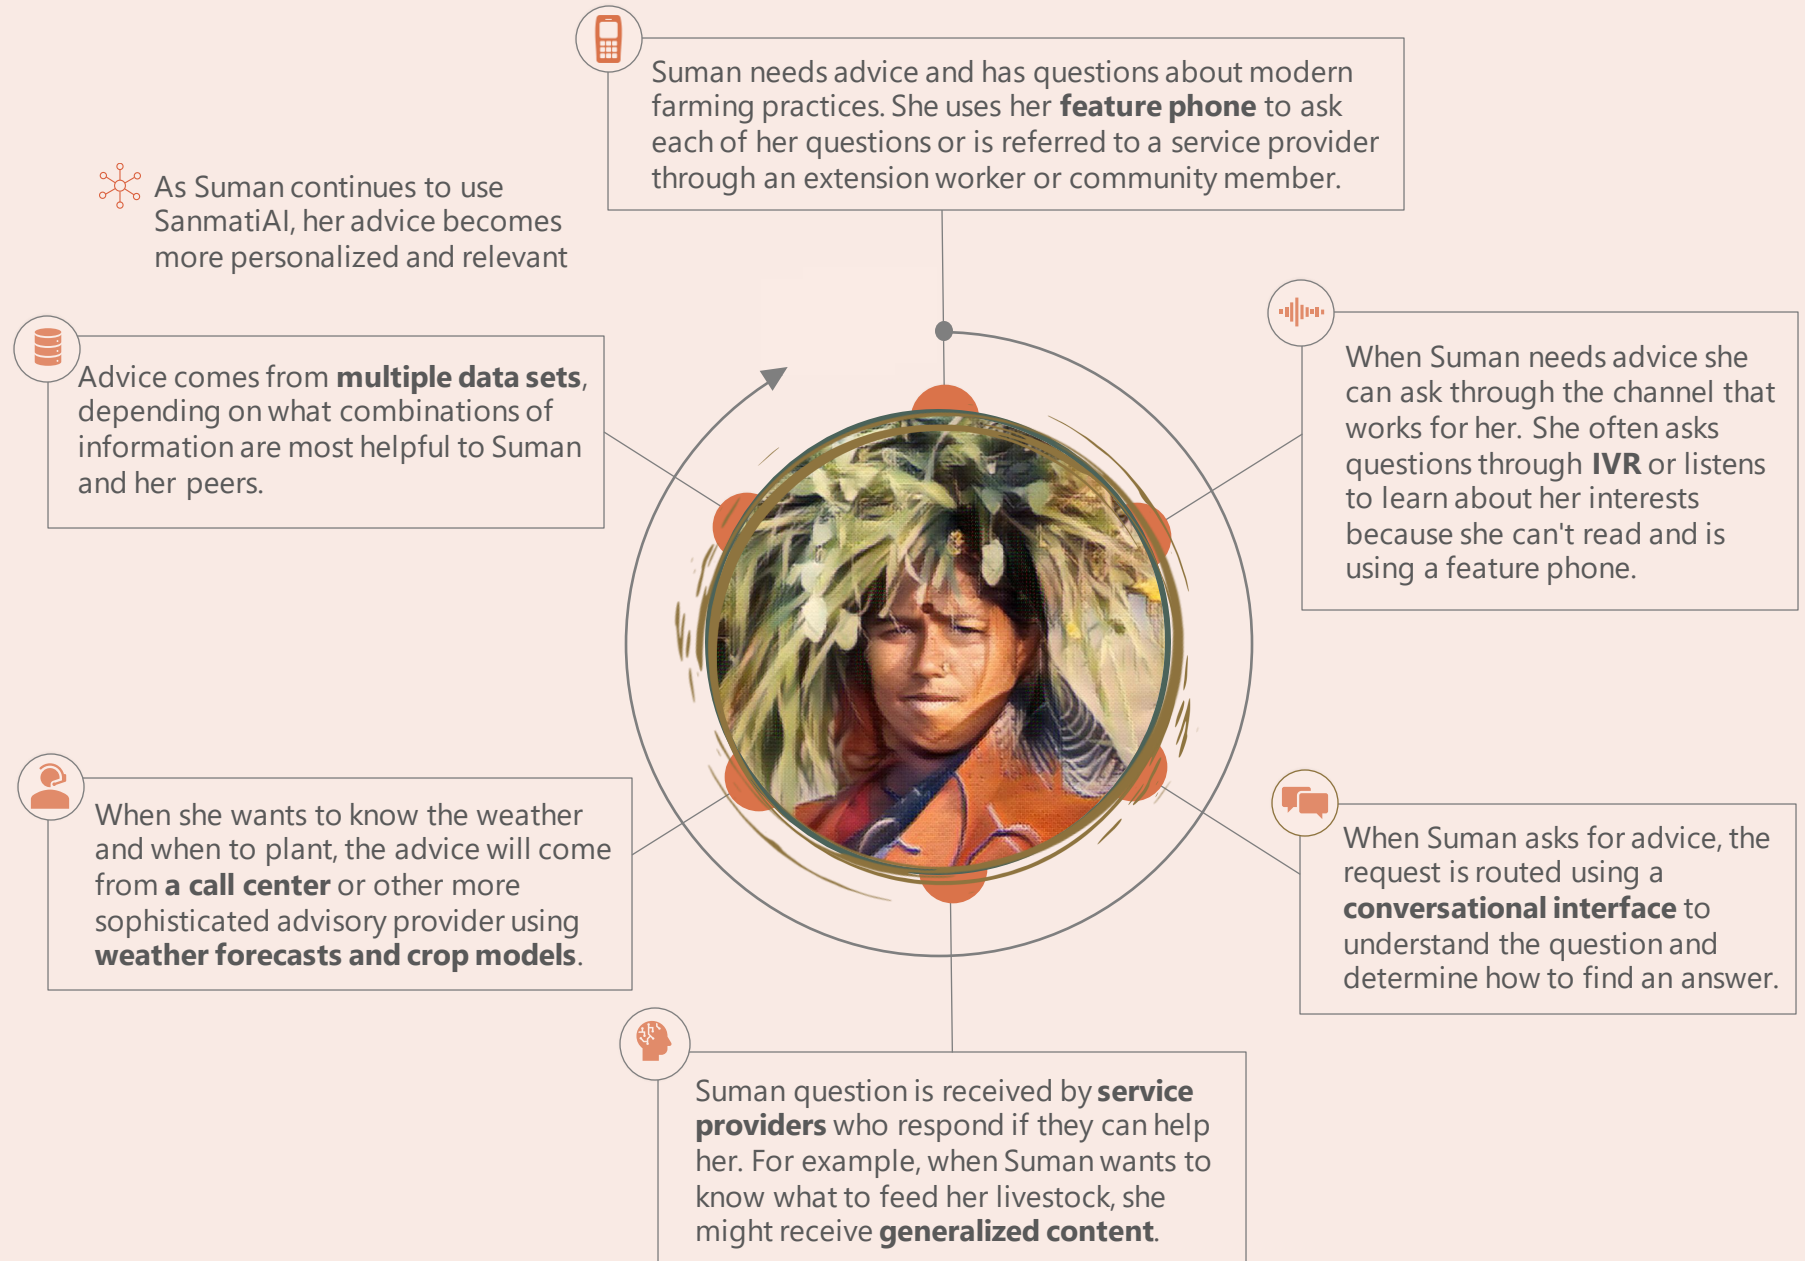 Suman needs advice and has questions about modern
farming practices. She uses her feature phone to ask
each of her questions or is referred to a service provider
through an extension worker or community member.
When Suman needs advice she
can ask through the channel that
works for her. She often asks
questions through IVR or listens
to learn about her interests
because she can't read and is
using a feature phone.
When Suman asks for advice, the
request is routed using a
conversational interface to
understand the question and
determine how to find an answer.
Suman question is received by service
providers who respond if they can help
her. For example, when Suman wants to
know what to feed her livestock, she
might receive generalized content.
When she wants to know the weather
and when to plant, the advice will come
from a call center or other more
sophisticated advisory provider using
weather forecasts and crop models.
Advice comes from multiple data sets,
depending on what combinations of
information are most helpful to Suman
and her peers.
As Suman continues to use
SanmatiAI, her advice becomes
more personalized and relevant